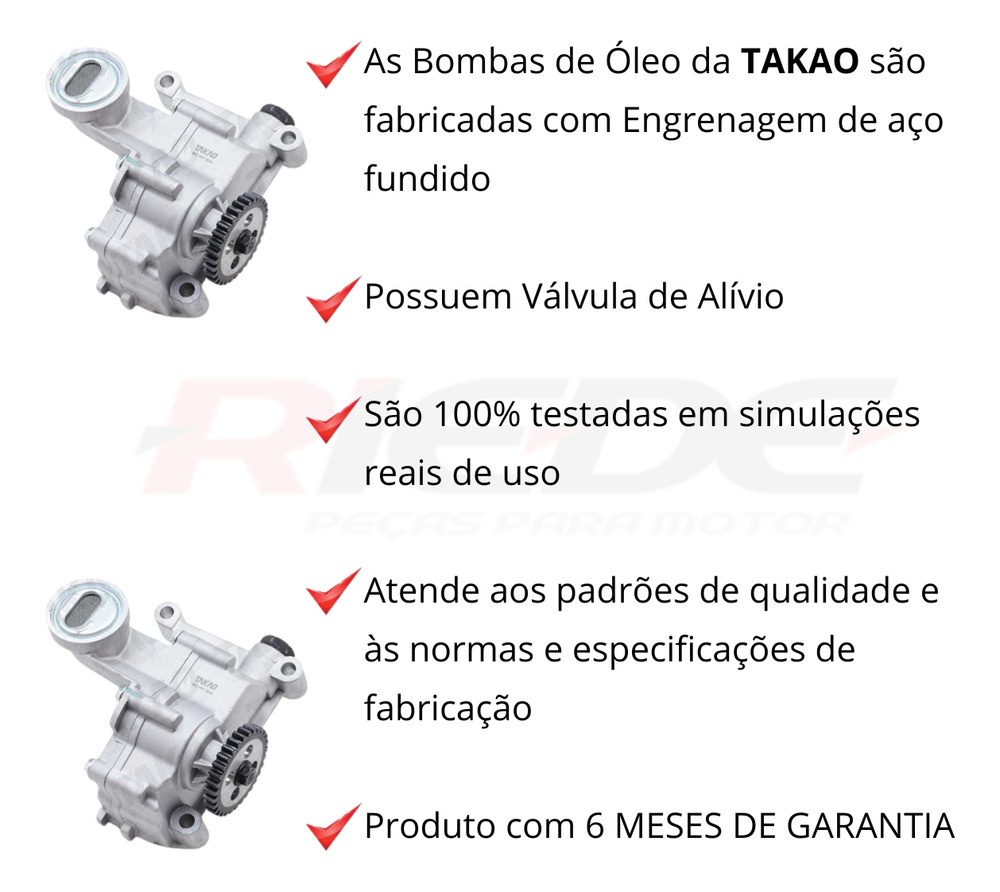 As Bombas de Óleo da TAKAO são
fabricadas com Engrenagem de aço
fundido
Possuem Válvula de Alívio
São 100% testadas em simulações
reais de uso
RIEDE
PEÇAS PARA MOTOR
Atende aos padrões de qualidade e
às normas e especificações de
fabricação
Produto com 6 MESES DE GARANTIA
TAKAO
TAKAO